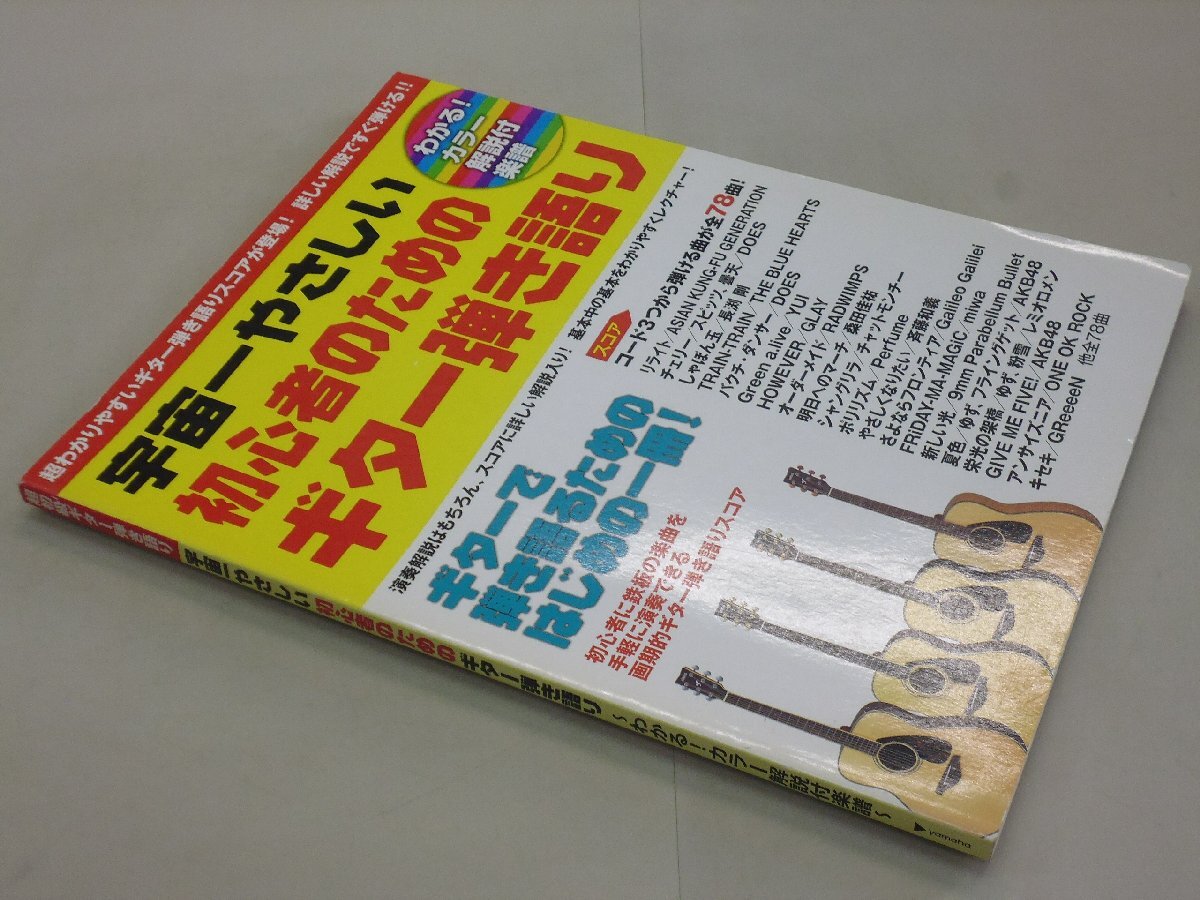 超わかりやすいギター弾き語りスコアが登場! 詳しい解説ですぐ弾ける!!
宇宙一やさしい
初心者のための
ギター弾き語り
わかる!
カラー
解説付
楽譜
演奏解説はもちろん、スコアに詳しい解説入り! 基本中の基本をわかりやすくレクチャー!
ギターで
弾き語るための
はじめの一冊!
初心者に鉄板の楽曲を
手軽に演奏できる
画期的ギター弾き語りスコア
スコア
コード3つから弾ける曲が全78曲!
リライト/ASIAN KUNG-FU GENERATION
チェリー/スピッツ 曇天/DOES
しゃぼん玉/長渕 剛
TRAIN-TRAIN/THE BLUE HEARTS
バクチ・ダンサー/DOES
Green a.live/YUI
HOWEVER/GLAY
オーダーメイド/RADWIMPS
明日へのマーチ/桑田佳祐
シャングリラ/チャットモンチー
ポリリズム/Perfume
やさしくなりたい/斉藤和義
さよならフロンティア/Galileo Galilei
FRIDAY-MA-MAGiC/miwa
新しい光/9mm Parabellum Bullet
夏色/ゆず フライングゲット/AKB48
栄光の架橋/ゆず 粉雪/レミオロメン
GIVE ME FIVE!/AKB48
アンサイズニア/ONE OK ROCK
キセキ/GReeeeN 他全78曲
宇宙一やさしい 初心者のための ギター弾き語り ~わかる!カラー解説付楽譜~
yamaha